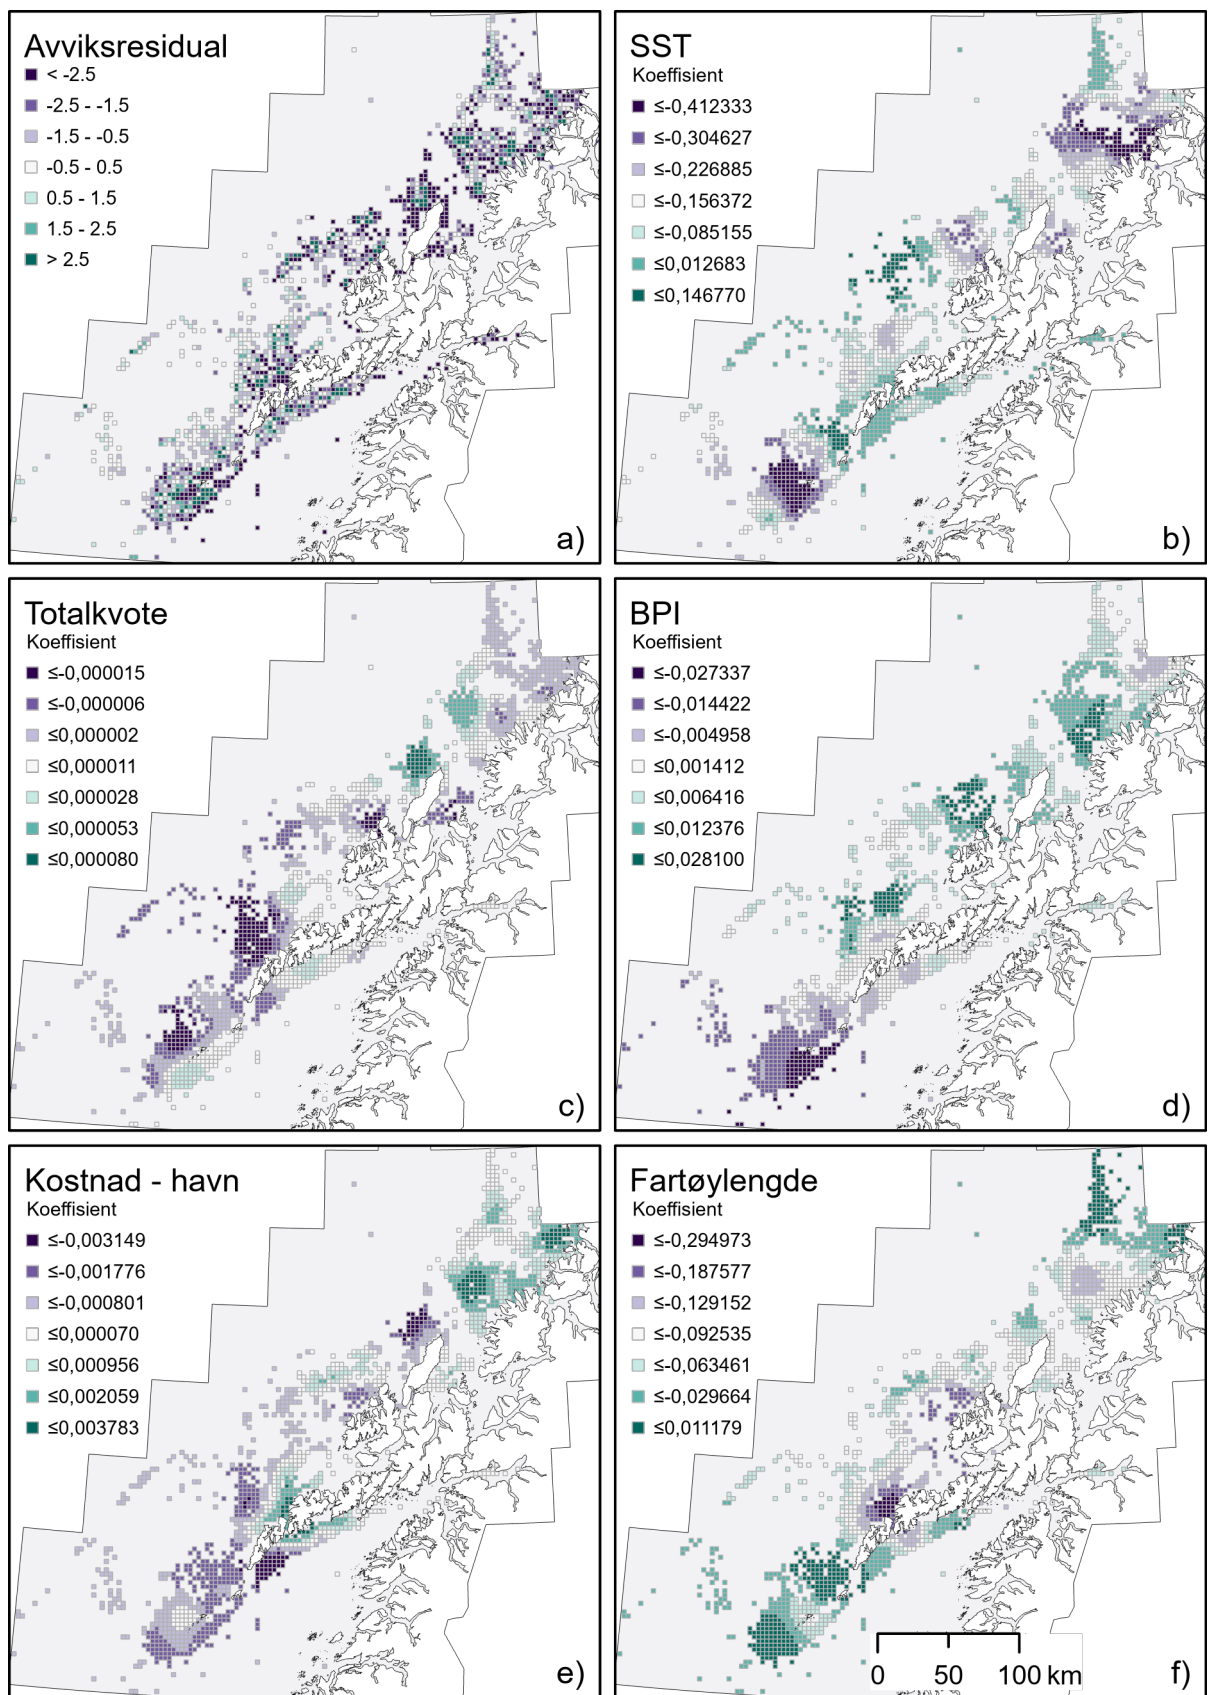 Avviksresidual
< -2.5
-2.5 - -1.5
-1.5 - -0.5
-0.5 - 0.5
0.5 - 1.5
1.5 - 2.5
> 2.5
a)
SST
Koeffisient
≤-0,412333
≤-0,304627
≤-0,226885
≤-0,156372
≤-0,085155
≤0,012683
≤0,146770
b)
Totalkvote
Koeffisient
≤-0,000015
≤-0,000006
≤0,000002
≤0,000011
≤0,000028
≤0,000053
≤0,000080
c)
BPI
Koeffisient
≤-0,027337
≤-0,014422
≤-0,004958
≤0,001412
≤0,006416
≤0,012376
≤0,028100
d)
Kostnad - havn
Koeffisient
≤-0,003149
≤-0,001776
≤-0,000801
≤0,000070
≤0,000956
≤0,002059
≤0,003783
e)
Fartøylengde
Koeffisient
≤-0,294973
≤-0,187577
≤-0,129152
≤-0,092535
≤-0,063461
≤-0,029664
≤0,011179
0 50 100 km
f)